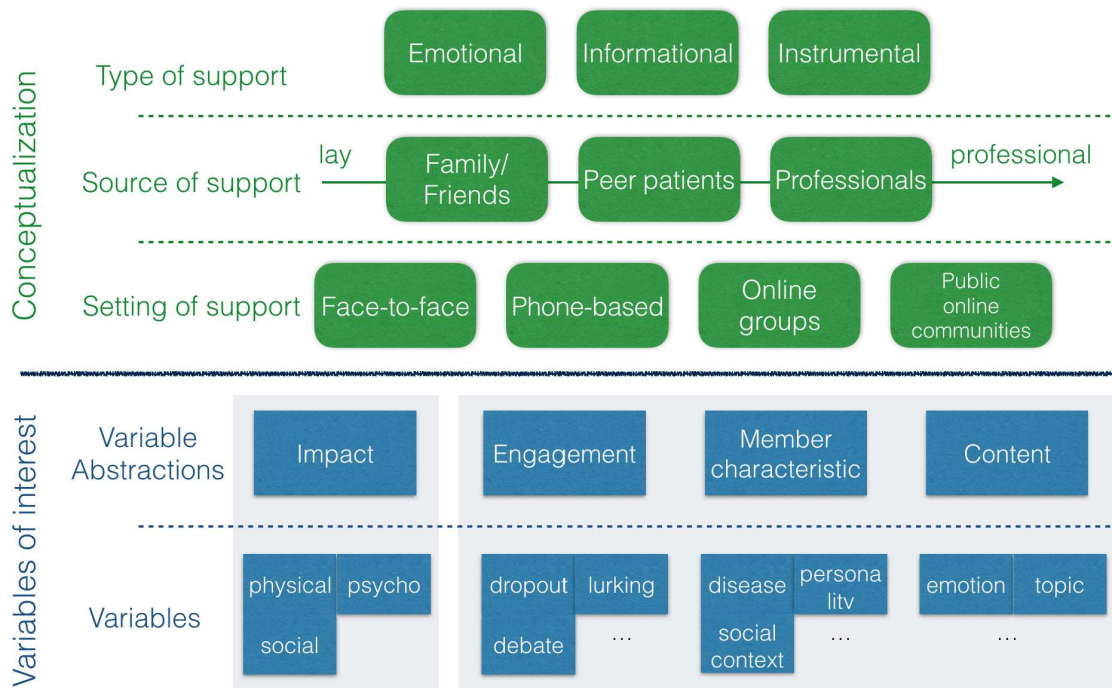 Conceptualization
Type of support
Emotional
Informational
Instrumental
Source of support
lay
Family/
Friends
Peer patients
Professionals
professional
Setting of support
Face-to-face
Phone-based
Online
groups
Public
online
communities
Variables of interest
Variable
Abstractions
Impact
Engagement
Member
characteristic
Content
Variables
physical
psycho
social
dropout
lurking
debate
...
disease
persona
lity
social
context
...
emotion
topic
...